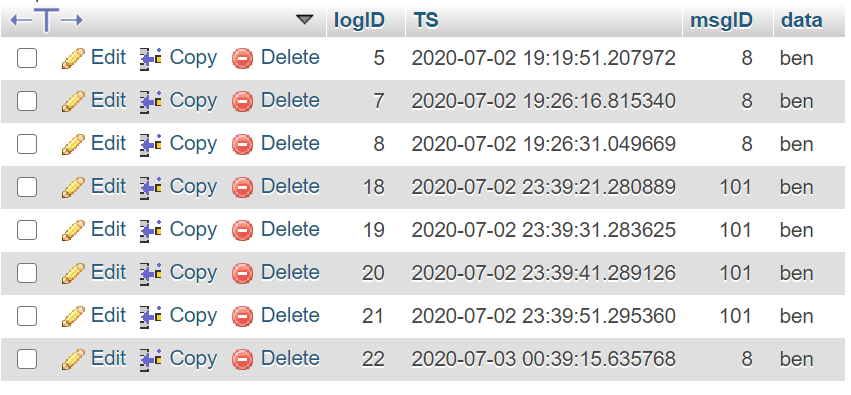 logID TS msgID data
Edit Copy Delete 5 2020-07-02 19:19:51.207972 8 ben
Edit Copy Delete 7 2020-07-02 19:26:16.815340 8 ben
Edit Copy Delete 8 2020-07-02 19:26:31.049669 8 ben
Edit Copy Delete 18 2020-07-02 23:39:21.280889 101 ben
Edit Copy Delete 19 2020-07-02 23:39:31.283625 101 ben
Edit Copy Delete 20 2020-07-02 23:39:41.289126 101 ben
Edit Copy Delete 21 2020-07-02 23:39:51.295360 101 ben
Edit Copy Delete 22 2020-07-03 00:39:15.635768 8 ben